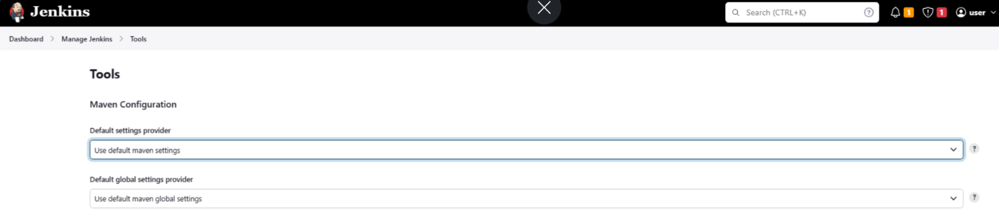 Jenkins
Search (CTRL+K)
?
1
1
user
Dashboard > Manage Jenkins > Tools
Tools
Maven Configuration
Default settings provider
Use default maven settings
?
Default global settings provider
Use default maven global settings
?